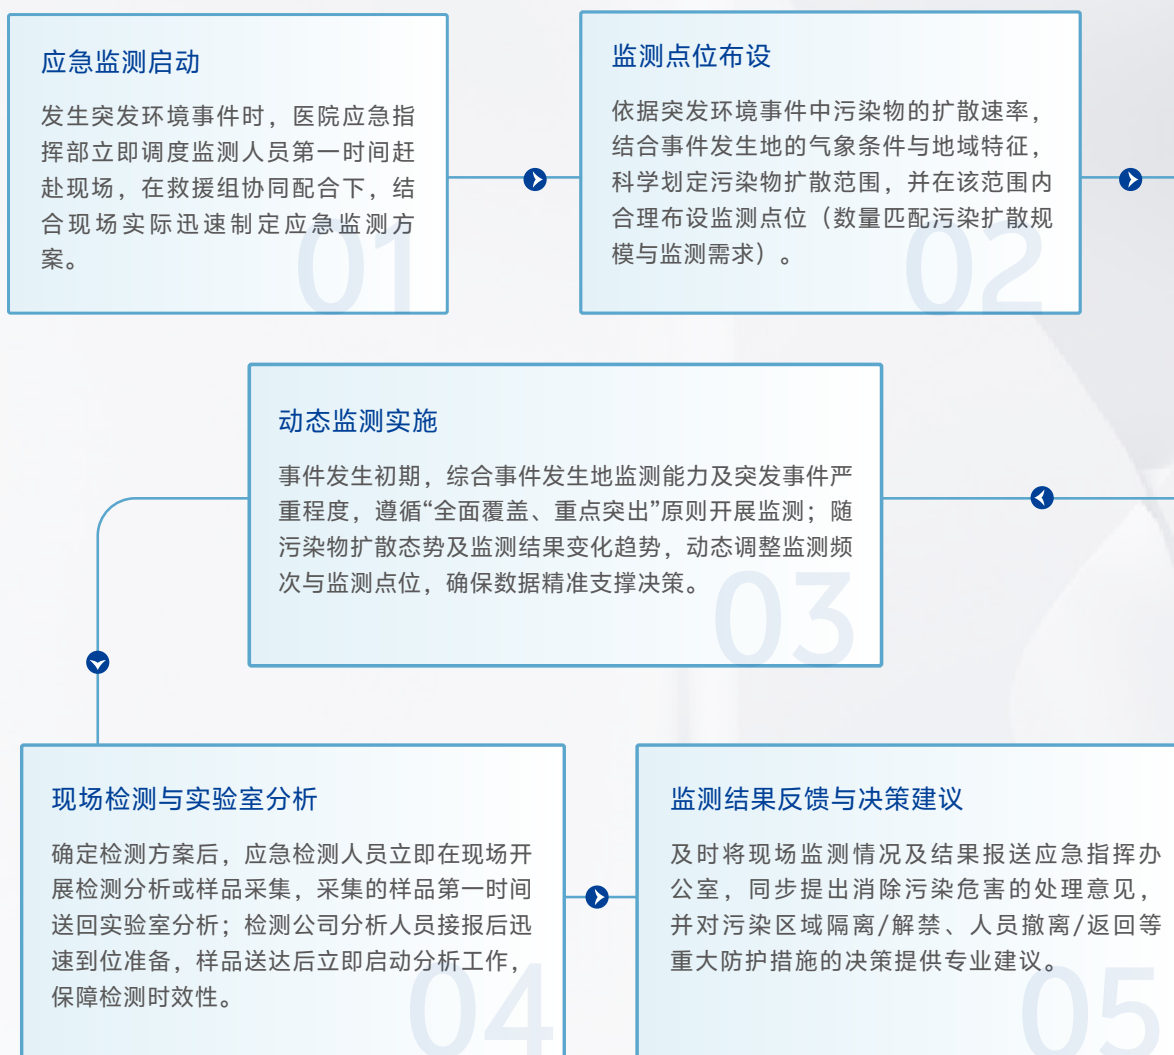 应急监测启动
发生突发环境事件时，医院应急指
挥部立即调度监测人员第一时间赶
赴现场，在救援组协同配合下，结
合现场实际迅速制定应急监测方
案。
01
监测点位布设
依据突发环境事件中污染物的扩散速率，
结合事件发生地的气象条件与地域特征，
科学划定污染物扩散范围，并在该范围内
合理布设监测点位（数量匹配污染扩散规
模与监测需求）。
02
动态监测实施
事件发生初期，综合事件发生地监测能力及突发事件严
重程度，遵循“全面覆盖、重点突出”原则开展监测；随
污染物扩散态势及监测结果变化趋势，动态调整监测频
次与监测点位，确保数据精准支撑决策。
03
现场检测与实验室分析
确定检测方案后，应急检测人员立即在现场开
展检测分析或样品采集，采集的样品第一时间
送回实验室分析；检测公司分析人员接报后迅
速到位准备，样品送达后立即启动分析工作，
保障检测时效性。
04
监测结果反馈与决策建议
及时将现场监测情况及结果报送应急指挥办
公室，同步提出消除污染危害的处理意见，
并对污染区域隔离/解禁、人员撤离/返回等
重大防护措施的决策提供专业建议。
05